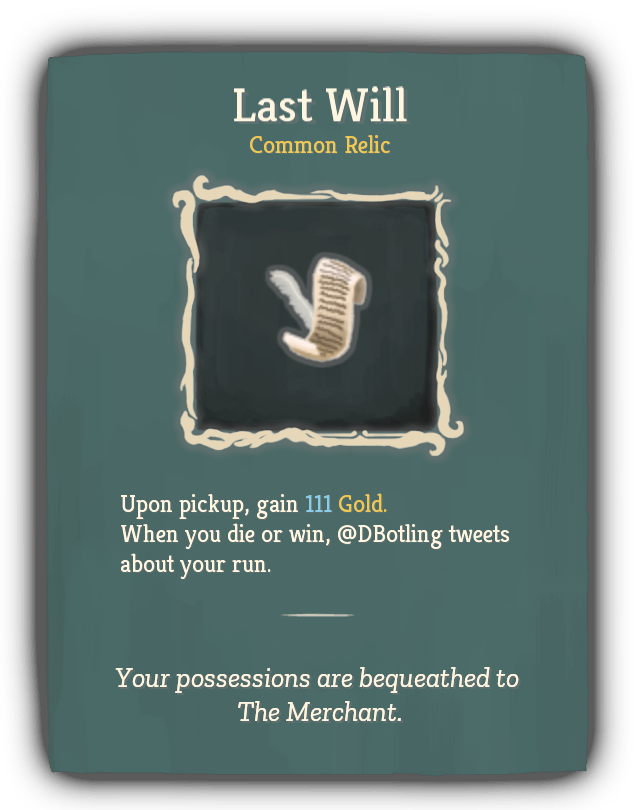 Last Will
Common Relic
Upon pickup, gain 111 Gold.
When you die or win, @DBotling tweets
about your run.
Your possessions are bequeathed to
The Merchant.